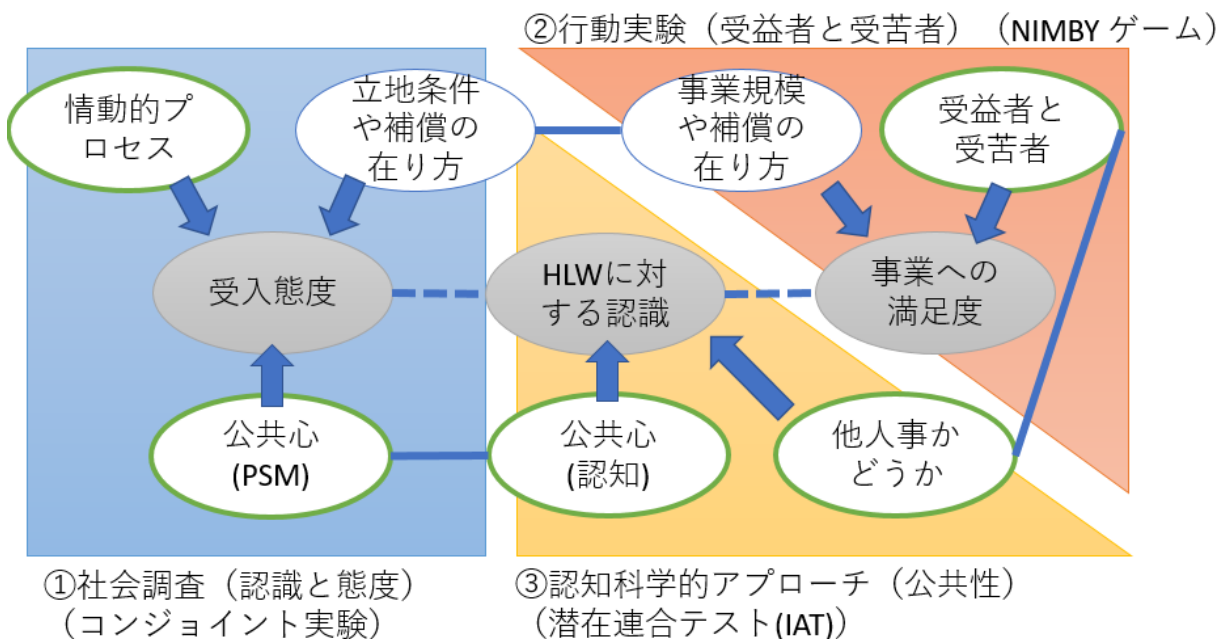 ②行動実験（受益者と受苦者）（NIMBY ゲーム）
情動的プ
ロセス
立地条件
や補償の
在り方
事業規模
や補償の
在り方
受益者と
受苦者
受入態度
HLWに対
する認識
事業への
満足度
公共心
(PSM)
公共心
(認知)
他人事か
どうか
①社会調査（認識と態度）
（コンジョイント実験）
③認知科学的アプローチ（公共性）
（潜在連合テスト(IAT)）